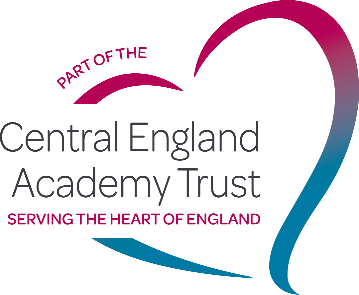 PART OF THE
Central England
Academy Trust
SERVING THE HEART OF ENGLAND